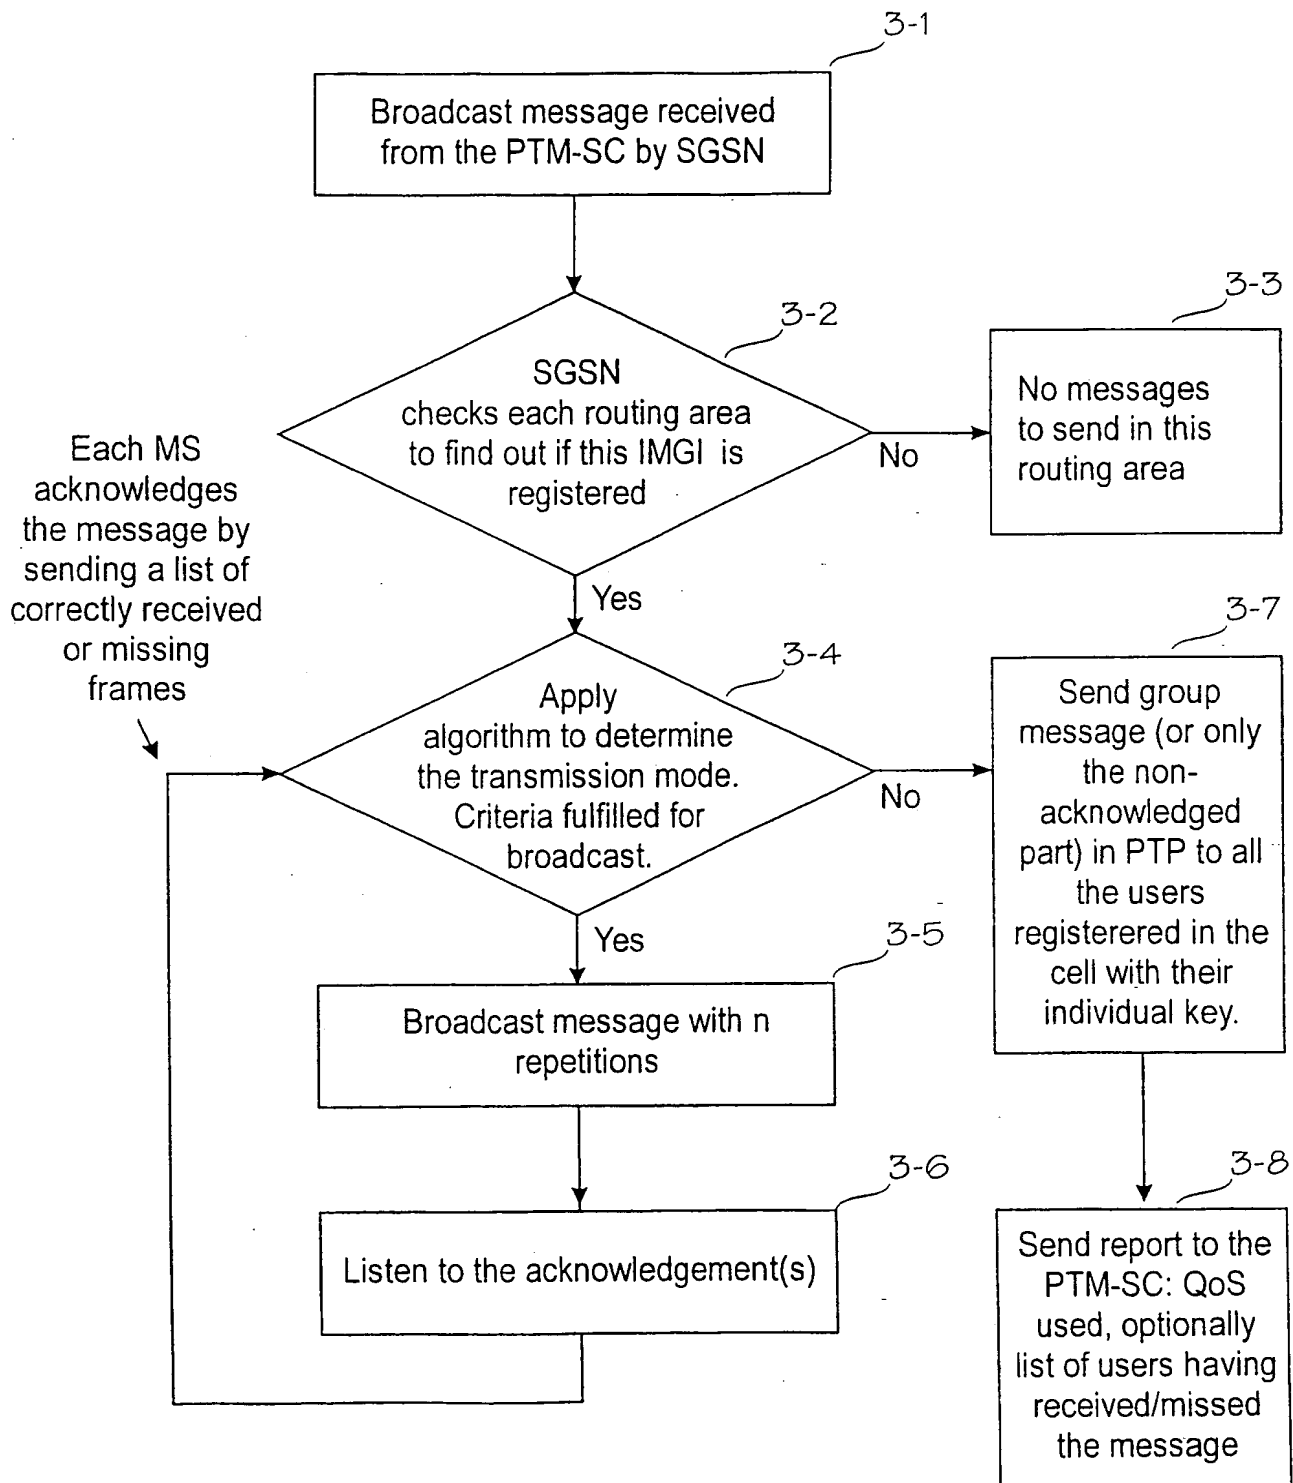 3-1
Broadcast message received
from the PTM-SC by SGSN
3-2
SGSN
checks each routing area
to find out if this IMGI is
registered
No
3-3
No messages
to send in this
routing area
Yes
Each MS
acknowledges
the message by
sending a list of
correctly received
or missing
frames
3-4
Apply
algorithm to determine
the transmission mode.
Criteria fulfilled for
broadcast.
No
3-7
Send group
message (or only
the non-
acknowledged
part) in PTP to all
the users
registerered in the
cell with their
individual key.
Yes
3-5
Broadcast message with n
repetitions
3-6
Listen to the acknowledgement(s)
3-8
Send report to the
PTM-SC: QoS
used, optionally
list of users having
received/missed
the message